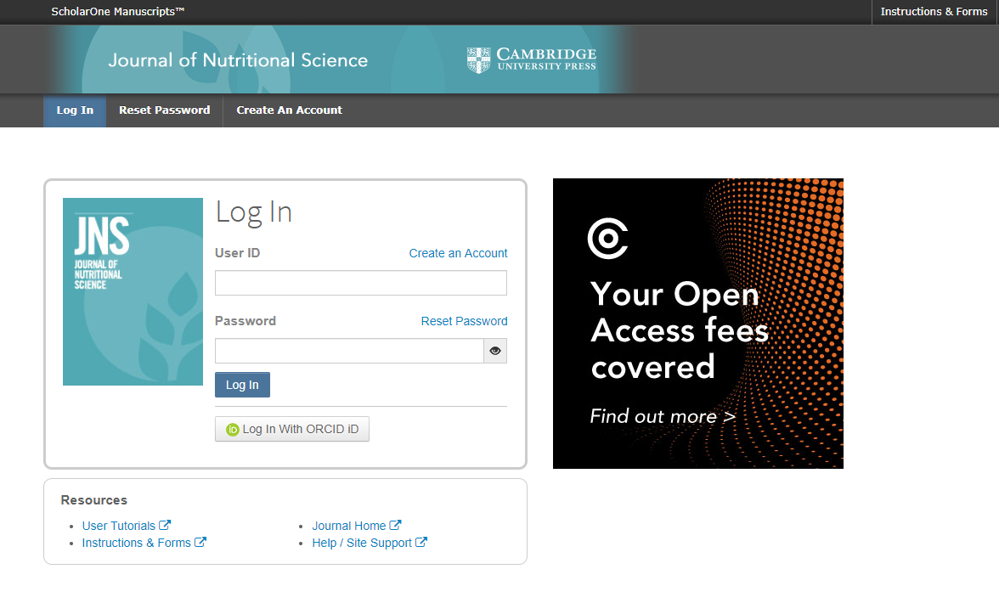 ScholarOne Manuscripts™
Instructions & Forms
Journal of Nutritional Science
CAMBRIDGE
UNIVERSITY PRESS
Log In
Reset Password
Create An Account
JNS
JOURNAL OF
NUTRITIONAL
SCIENCE
Log In
User ID
Create an Account
Password
Reset Password
Log In
iD Log In With ORCID iD
Your Open
Access fees
covered
Find out more >
Resources
User Tutorials
Instructions & Forms
Journal Home
Help / Site Support